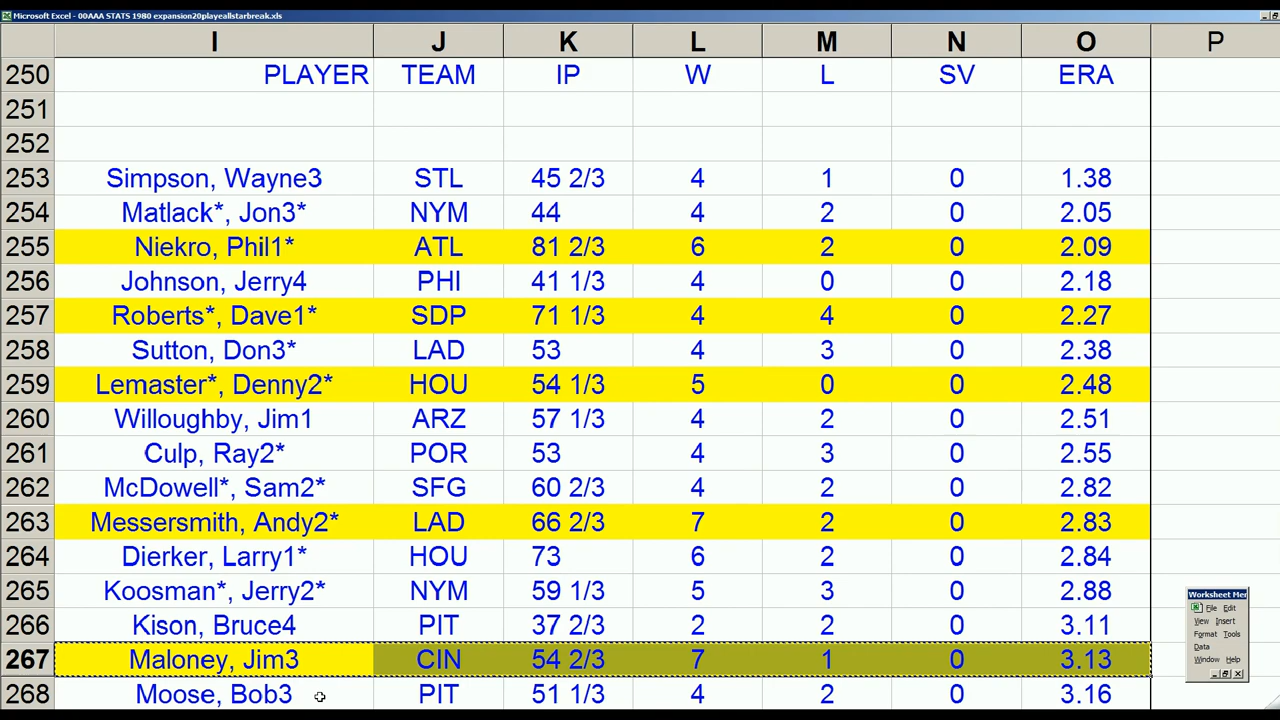 Microsoft Excel - 00AAA STATS 1980 expansion20playeallstarbreak.xls
I J K L M N O P
250 PLAYER TEAM IP W L SV ERA
251
252
253 Simpson, Wayne3 STL 45 2/3 4 1 0 1.38
254 Matlack*, Jon3* NYM 44 4 2 0 2.05
255 Niekro, Phil1* ATL 81 2/3 6 2 0 2.09
256 Johnson, Jerry4 PHI 41 1/3 4 0 0 2.18
257 Roberts*, Dave1* SDP 71 1/3 4 4 0 2.27
258 Sutton, Don3* LAD 53 4 3 0 2.38
259 Lemaster*, Denny2* HOU 54 1/3 5 0 0 2.48
260 Willoughby, Jim1 ARZ 57 1/3 4 2 0 2.51
261 Culp, Ray2* POR 53 4 3 0 2.55
262 McDowell*, Sam2* SFG 60 2/3 4 2 0 2.82
263 Messersmith, Andy2* LAD 66 2/3 7 2 0 2.83
264 Dierker, Larry1* HOU 73 6 2 0 2.84
265 Koosman*, Jerry2* NYM 59 1/3 5 3 0 2.88
266 Kison, Bruce4 PIT 37 2/3 2 2 0 3.11
267 Maloney, Jim3 CIN 54 2/3 7 1 0 3.13
268 Moose, Bob3 PIT 51 1/3 4 2 0 3.16
Worksheet Mer
File Edit
View Insert
Format Tools
Data
Window Help